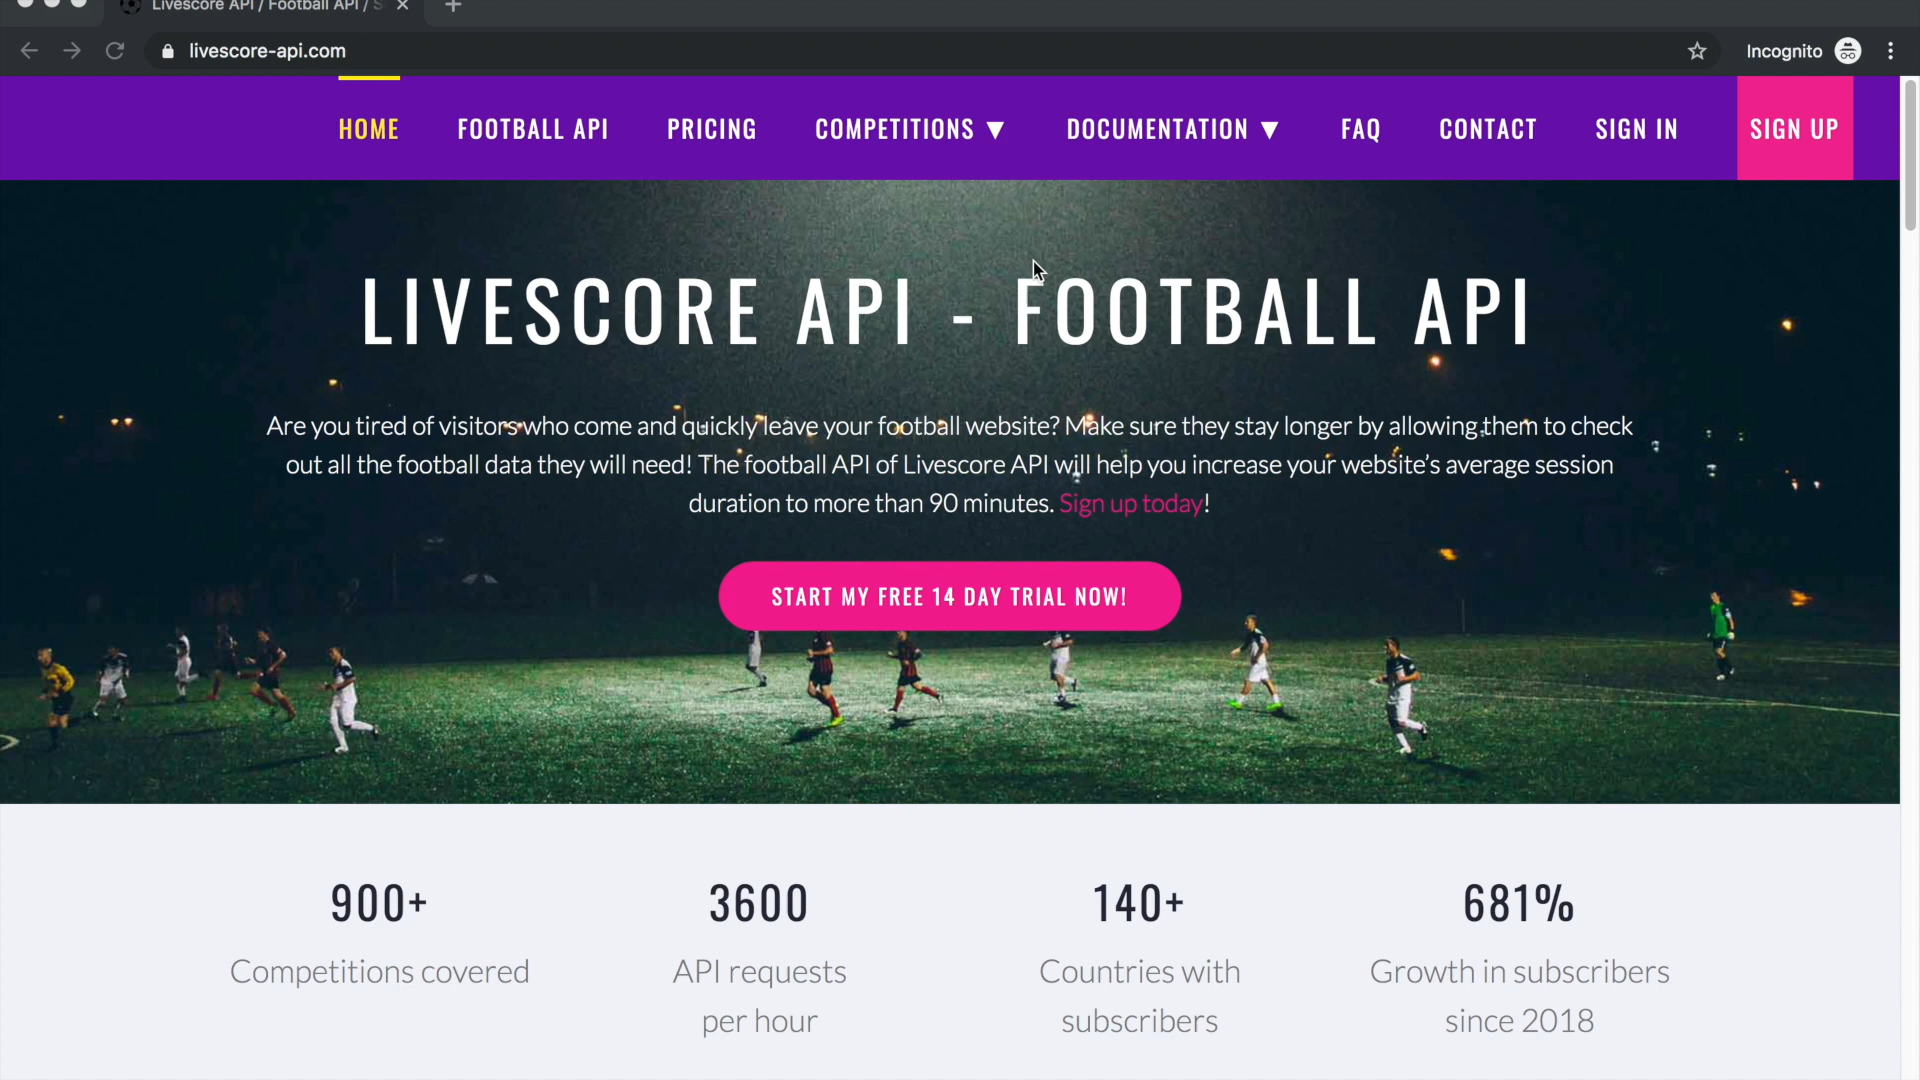 Livescore API / Football API / S
livescore-api.com
Incognito
HOME
FOOTBALL API
PRICING
COMPETITIONS ▼
DOCUMENTATION ▼
FAQ
CONTACT
SIGN IN
SIGN UP
LIVESCORE API - FOOTBALL API
Are you tired of visitors who come and quickly leave your football website? Make sure they stay longer by allowing them to check
out all the football data they will need! The football API of Livescore API will help you increase your website's average session
duration to more than 90 minutes. Sign up today!
START MY FREE 14 DAY TRIAL NOW!
900+
Competitions covered
3600
API requests
per hour
140+
Countries with
subscribers
681%
Growth in subscribers
since 2018